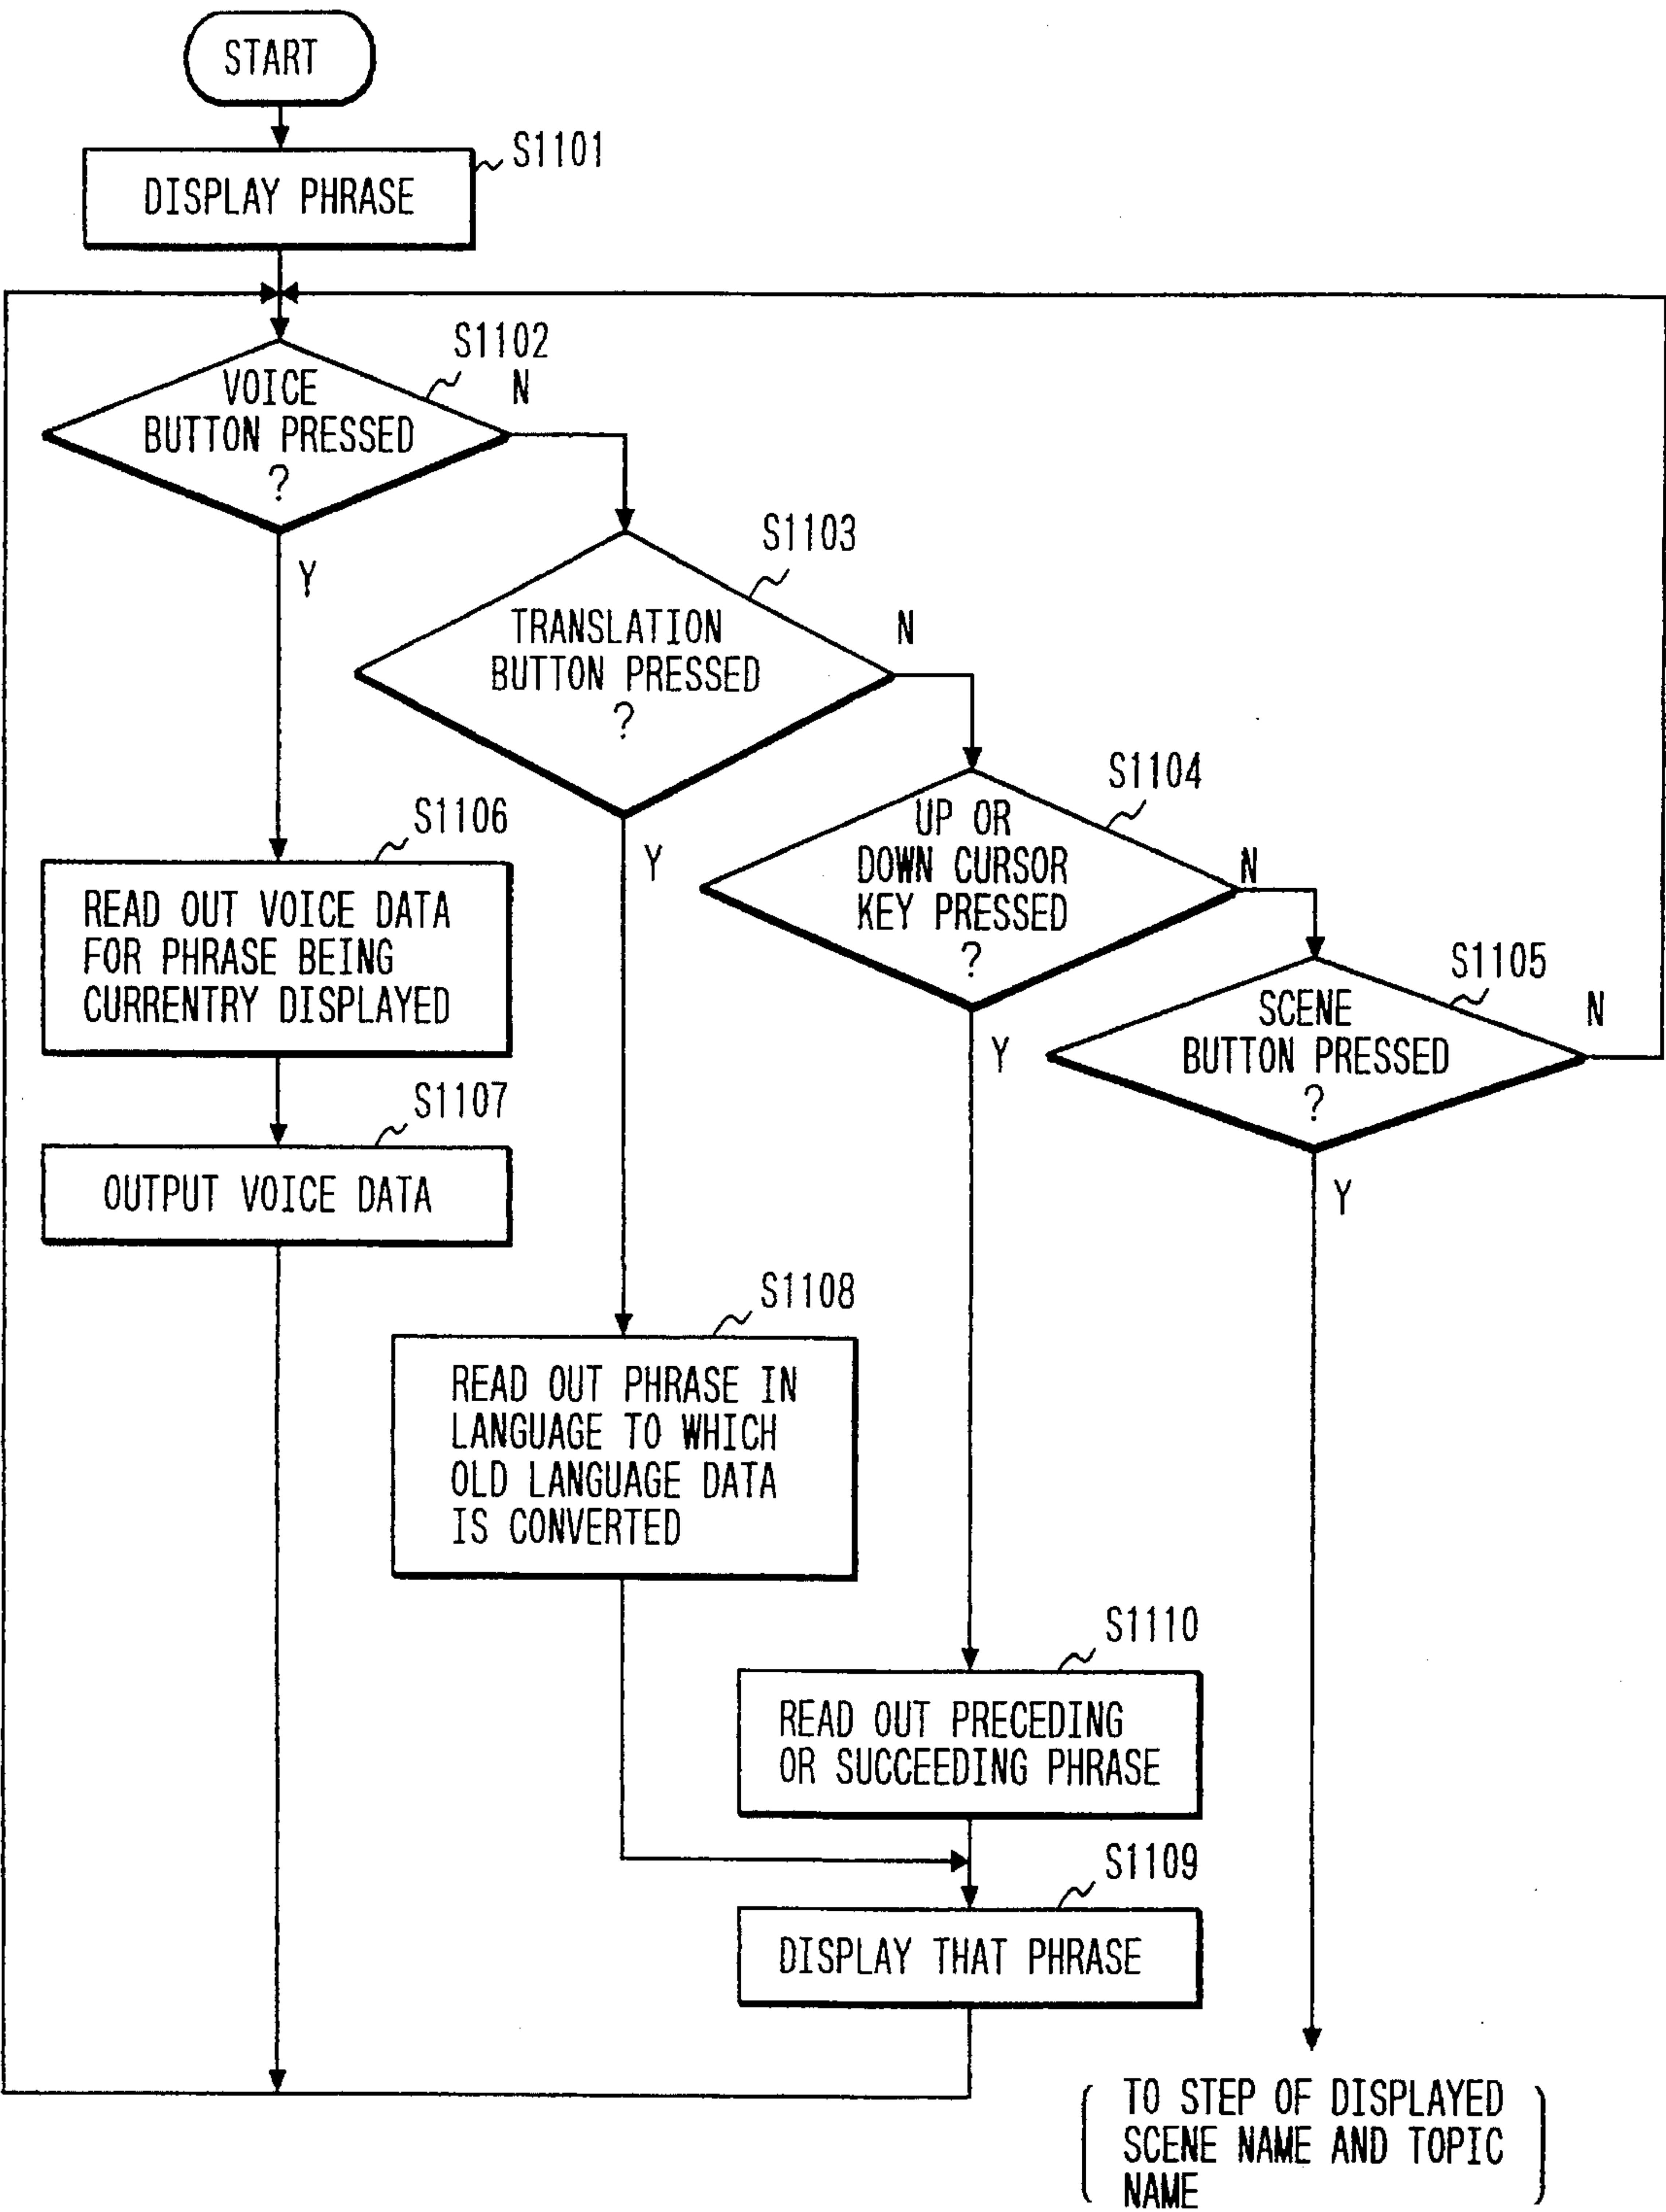 START
S1101
DISPLAY PHRASE
S1102
N
VOICE
BUTTON PRESSED
?
Y
S1103
N
TRANSLATION
BUTTON PRESSED
?
Y
S1104
N
UP OR
DOWN CURSOR
KEY PRESSED
?
Y
S1105
N
SCENE
BUTTON PRESSED
?
Y
S1106
READ OUT VOICE DATA
FOR PHRASE BEING
CURRENTRY DISPLAYED
S1107
OUTPUT VOICE DATA
S1108
READ OUT PHRASE IN
LANGUAGE TO WHICH
OLD LANGUAGE DATA
IS CONVERTED
S1110
READ OUT PRECEDING
OR SUCCEEDING PHRASE
S1109
DISPLAY THAT PHRASE
TO STEP OF DISPLAYED
SCENE NAME AND TOPIC
NAME